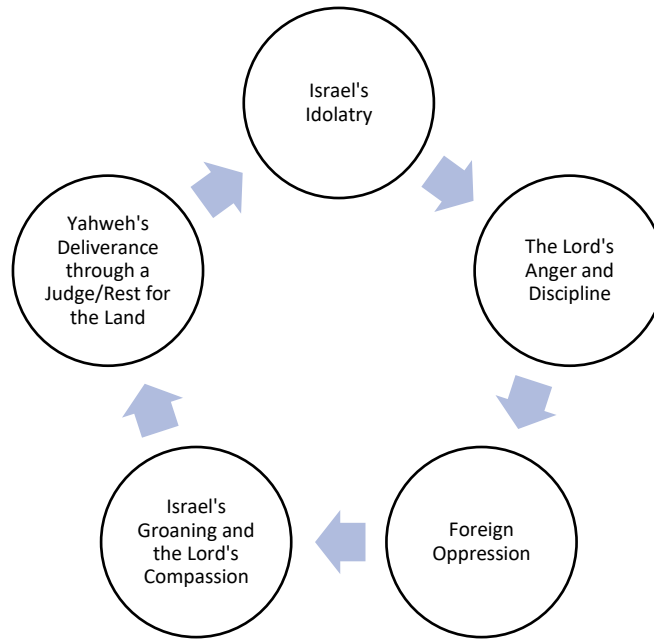 Israel's
Idolatry
The Lord's
Anger and
Discipline
Foreign
Oppression
Israel's
Groaning and
the Lord's
Compassion
Yahweh's
Deliverance
through a
Judge/Rest for
the Land